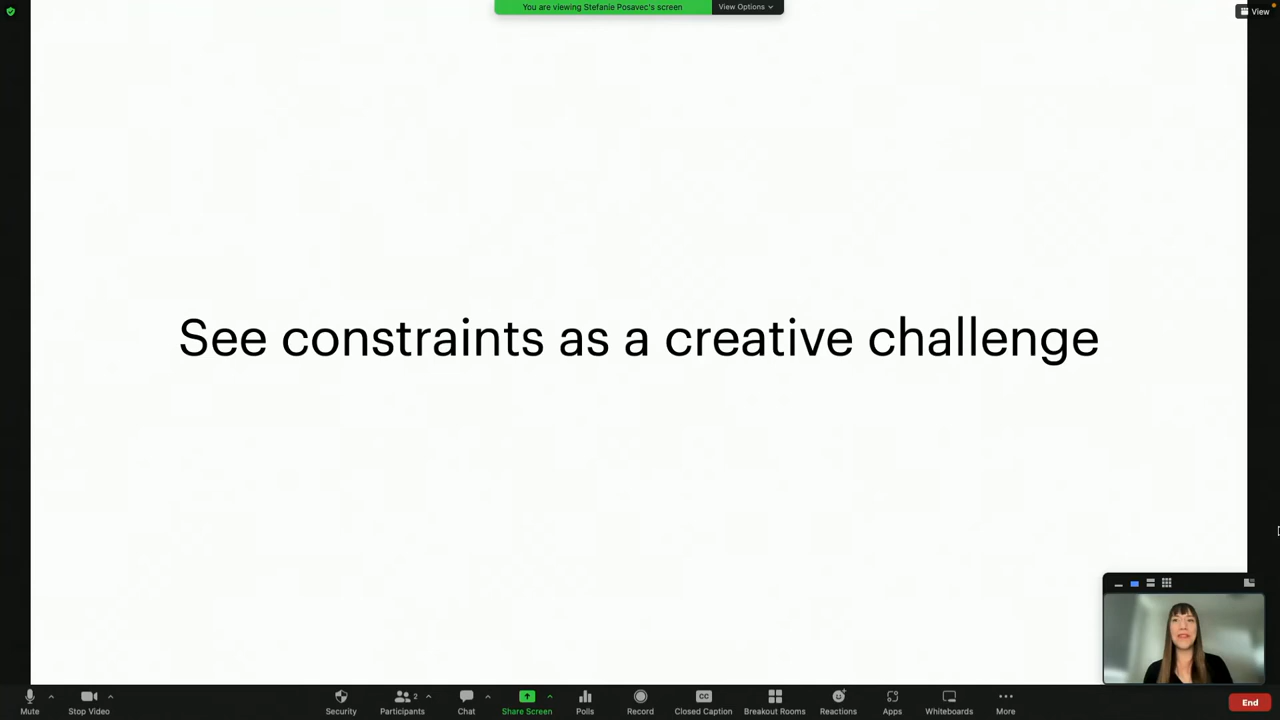 You are viewing Stefanie Posavec's screen
View Options
View
See constraints as a creative challenge
Mute
Stop Video
Security
2
Participants
Chat
Share Screen
Polls
Record
CC
Closed Caption
Breakout Rooms
Reactions
Apps
Whiteboards
More
End